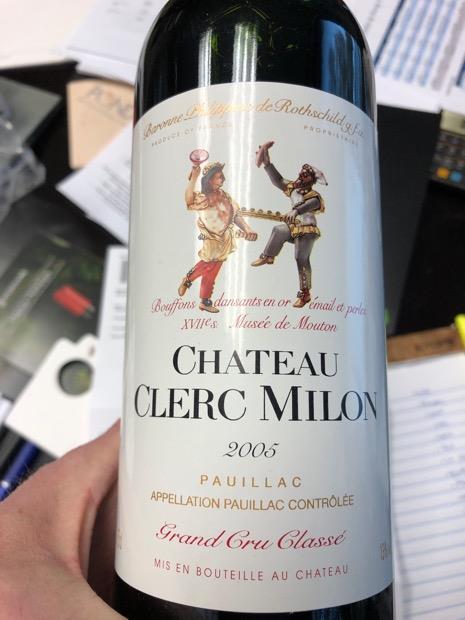 Baronne Philippine de Rothschild g.f.a.
PRODUCE OF FRANCE PROPRIETAIRE
Bouffons dansants en or émail et perles
XVIIe s. Musée de Mouton
CHATEAU
CLERC MILON
2005
PAUILLAC
APPELLATION PAUILLAC CONTRÔLÉE
Grand Cru Classé
MIS EN BOUTEILLE AU CHATEAU